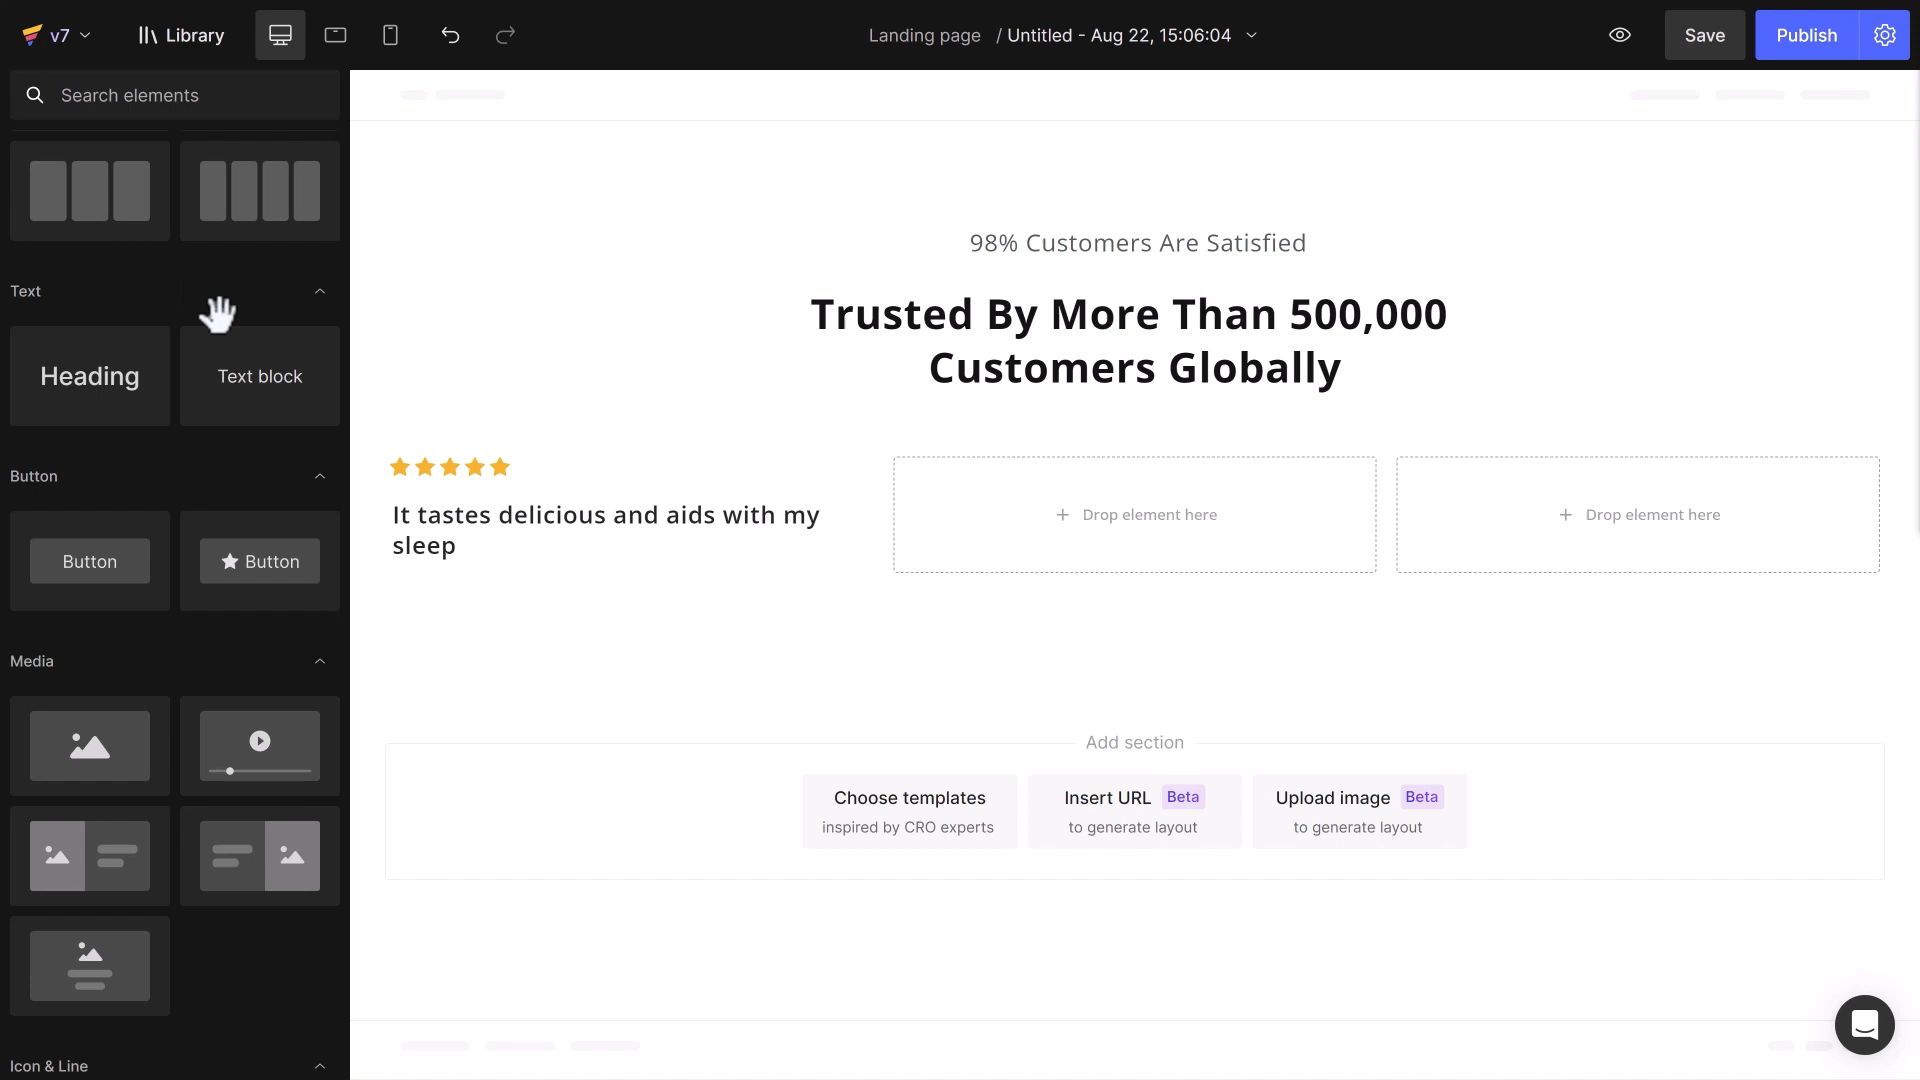 v7
Library
Landing page / Untitled - Aug 22, 15:06:04
Save
Publish
Search elements
Text
Heading
Text block
Button
Button
Button
Media
Icon & Line
98% Customers Are Satisfied
Trusted By More Than 500,000
Customers Globally
It tastes delicious and aids with my
sleep
Drop element here
Drop element here
Add section
Choose templates
inspired by CRO experts
Insert URL Beta
to generate layout
Upload image Beta
to generate layout